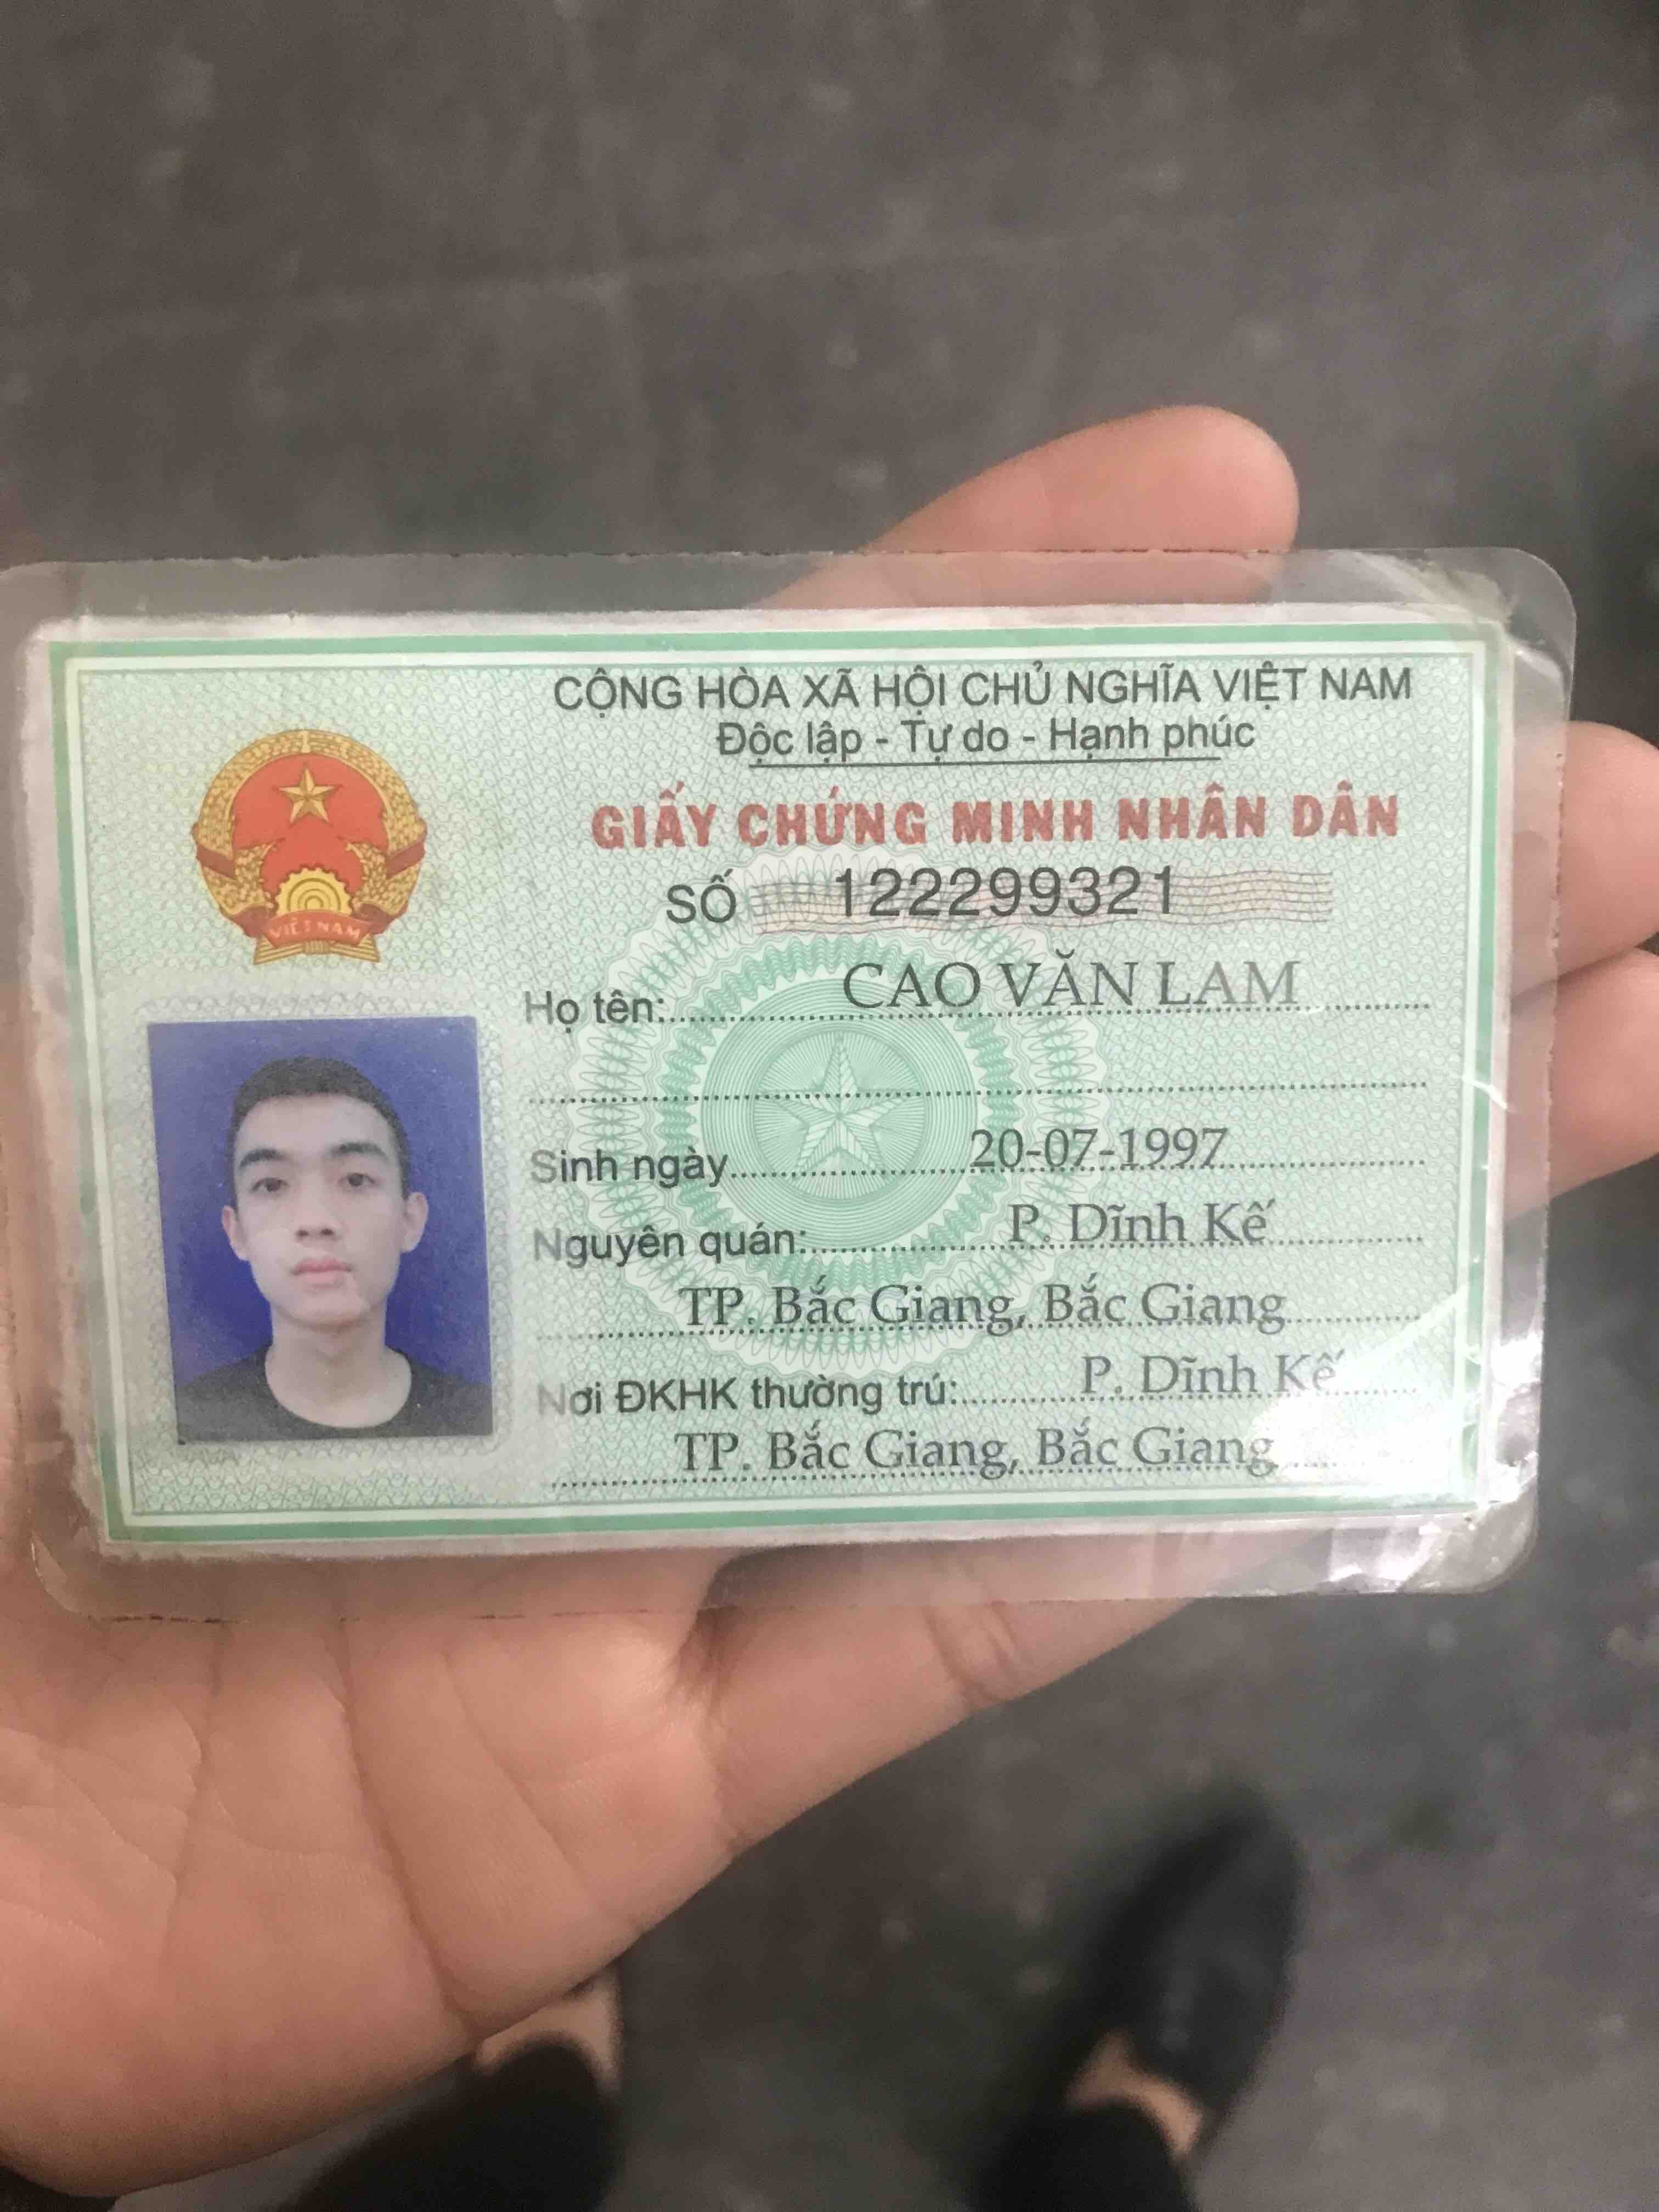 CỘNG HÒA XÃ HỘI CHỦ NGHĨA VIỆT NAM
Độc lập - Tự do - Hạnh phúc
GIẤY CHỨNG MINH NHÂN DÂN
SỐ 122299321
VIỆT NAM
Họ tên: CAO VĂN LAM
Sinh ngày 20-07-1997
Nguyên quán: P. Dĩnh Kế
TP. Bắc Giang, Bắc Giang
Nơi ĐKHK thường trú: P. Dĩnh Kế
TP. Bắc Giang, Bắc Giang